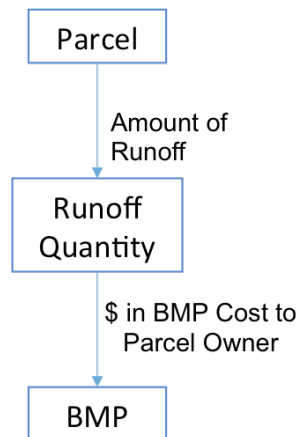 Parcel
Amount of
Runoff
Runoff
Quantity
$ in BMP Cost to
Parcel Owner
BMP